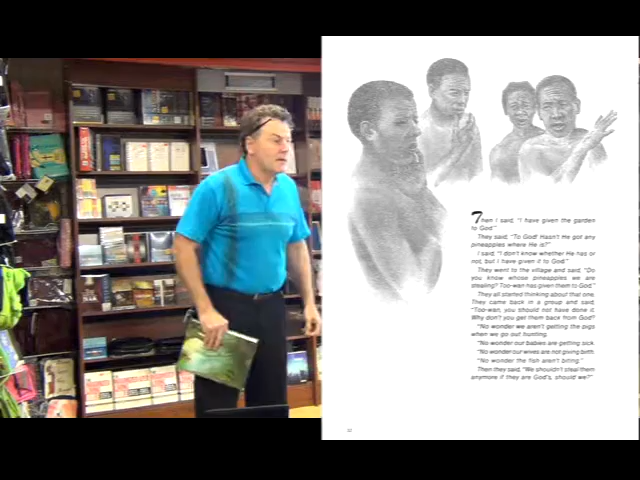 Then I said, "I have given the garden
to God."
They said, "To God! Hasn't me got any
pineapples where He is?"
I said, "I don't know whether He has or
not, but I have given it to God."
They went to the village and said, "Do
you know whose pineapples we are
stealing? Too-wan has given them to God."
They all started thinking about that one.
They came back in a group and said,
"Too-wan, you should not have done it.
Why don't you get them back from God?
"No wonder we aren't getting the pigs
when we go out hunting.
"No wonder our babies are getting sick.
"No wonder our wives are not giving birth.
"No wonder the fish aren't biting."
Then they said, "We shouldn't steal them
anymore if they are God's, should we?"